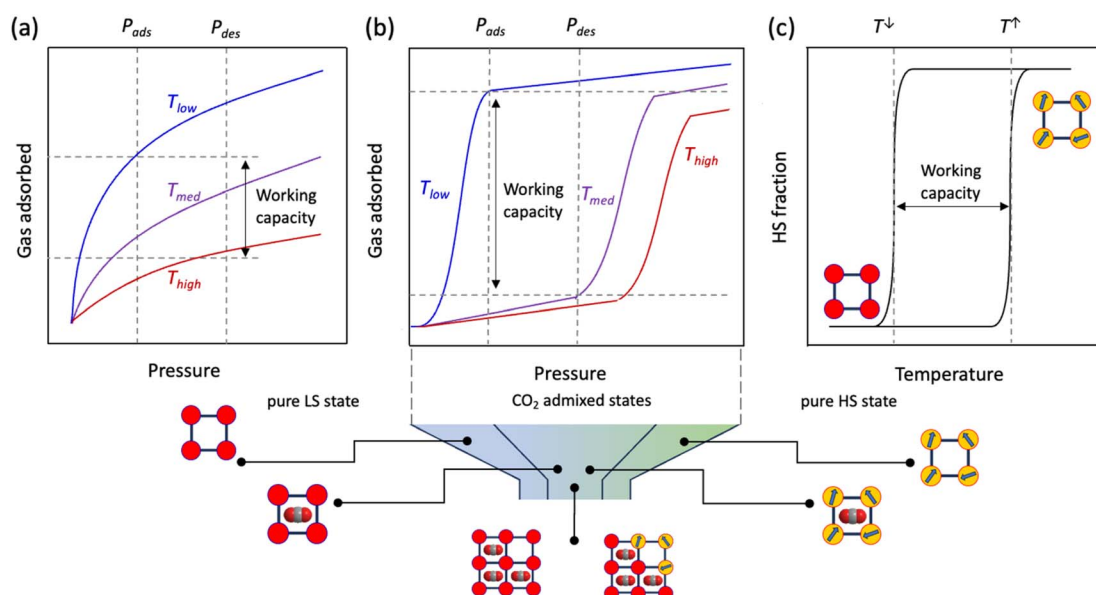 (a)
P_ads
P_des
Gas adsorbed
T_low
T_med
T_high
Working
capacity
Pressure
(b)
P_ads
P_des
Gas adsorbed
T_low
Working
capacity
T_med
T_high
Pressure
(c)
T↓
T↑
HS fraction
Working
capacity
Temperature
pure LS state
CO₂ admixed states
pure HS state